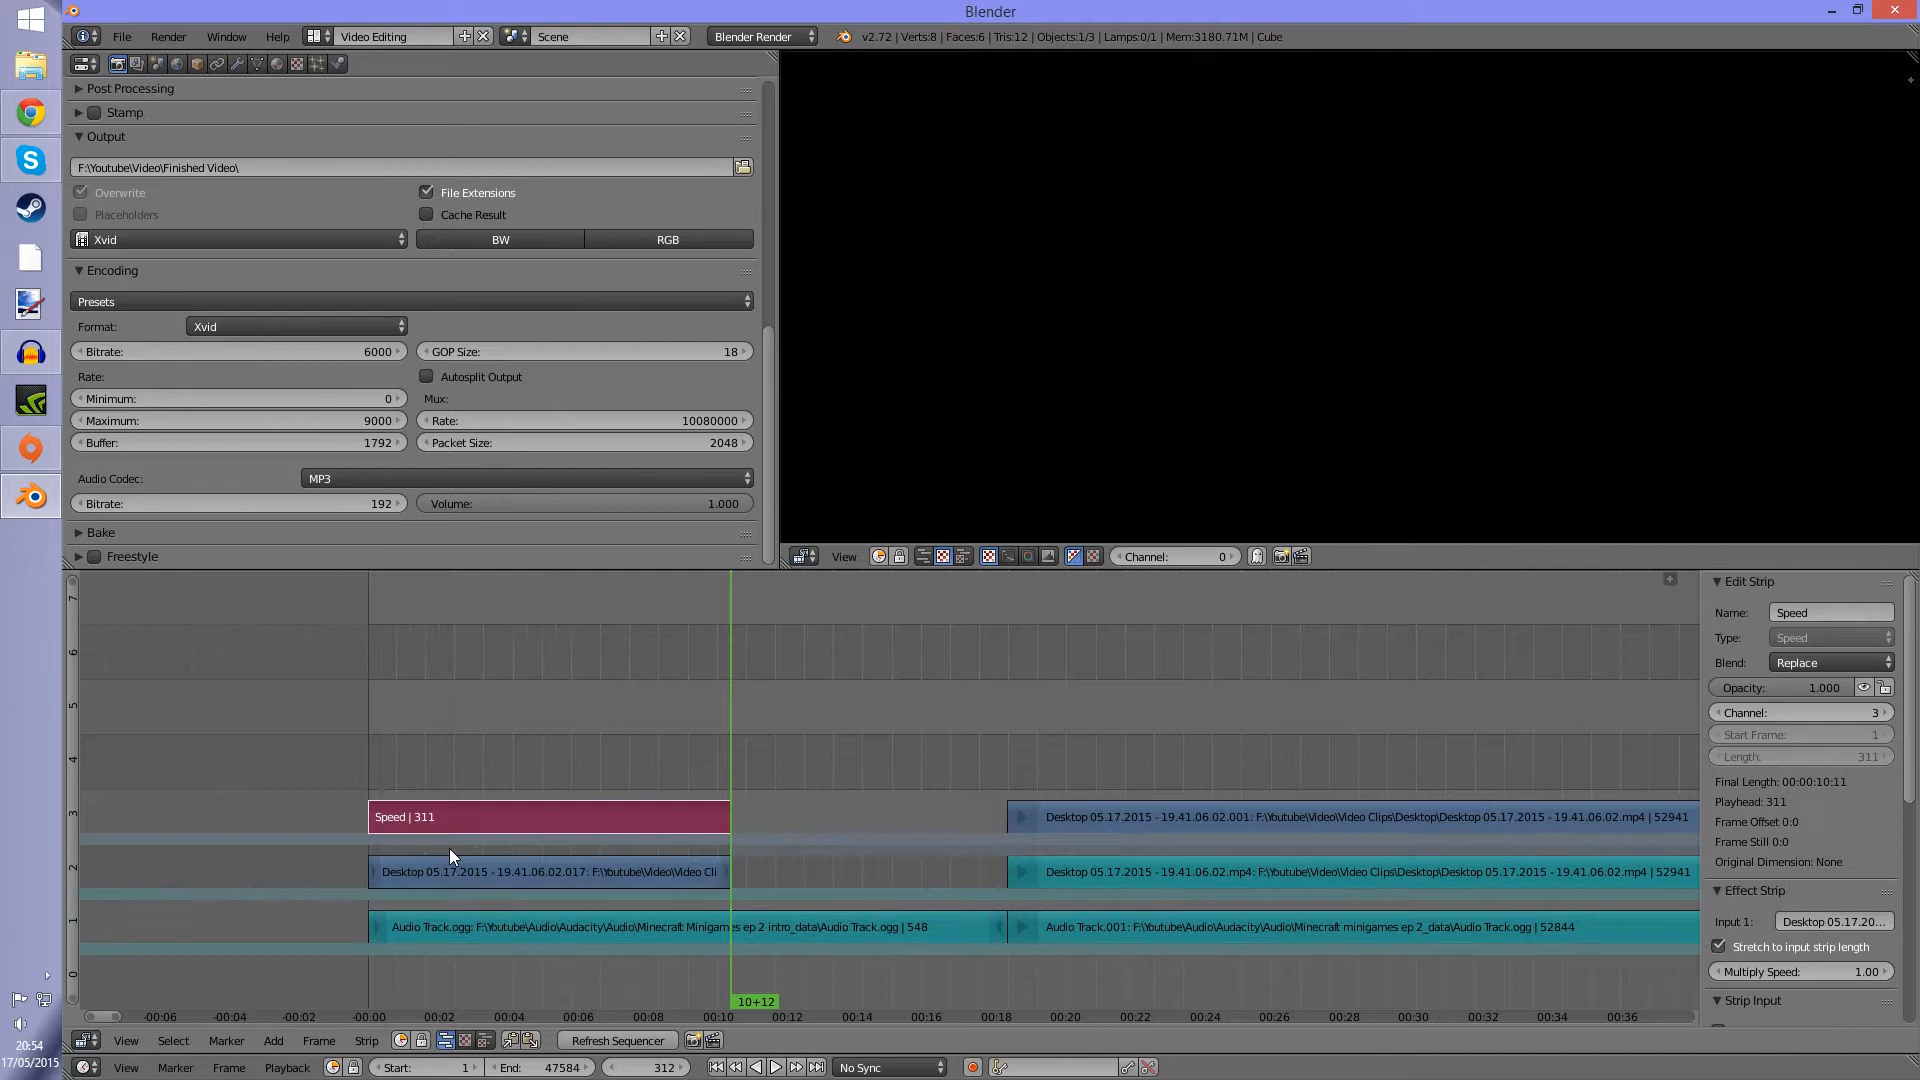 Blender
File Render Window Help Video Editing Scene Blender Render v2.72 | Verts:8 | Faces:6 | Tris:12 | Objects:1/3 | Lamps:0/1 | Mem:3180.71M | Cube
Post Processing
Stamp
Output
F:\Youtube\Video\Finished Video\
Overwrite File Extensions
Placeholders Cache Result
Xvid BW RGB
Encoding
Presets
Format: Xvid
Bitrate: 6000 GOP Size: 18
Rate: Autosplit Output
Minimum: 0 Mux:
Maximum: 9000 Rate: 10080000
Buffer: 1792 Packet Size: 2048
Audio Codec: MP3
Bitrate: 192 Volume: 1.000
Bake
Freestyle
View Channel: 0
7
6
5
4
3
2
1
0
Speed | 311
Desktop 05.17.2015 - 19.41.06.02.001: F:\Youtube\Video\Video Clips\Desktop\Desktop 05.17.2015 - 19.41.06.02.mp4 | 52941
Desktop 05.17.2015 - 19.41.06.02.017: F:\Youtube\Video\Video Cli
Desktop 05.17.2015 - 19.41.06.02.mp4: F:\Youtube\Video\Video Clips\Desktop\Desktop 05.17.2015 - 19.41.06.02.mp4 | 52941
Audio Track.ogg: F:\Youtube\Audio\Audacity\Audio\Minecraft Minigames ep 2 intro_data\Audio Track.ogg | 548
Audio Track.001: F:\Youtube\Audio\Audacity\Audio\Minecraft minigames ep 2_data\Audio Track.ogg | 52844
10+12
-00:06 -00:04 -00:02 -00:00 00:02 00:04 00:06 00:08 00:10 00:12 00:14 00:16 00:18 00:20 00:22 00:24 00:26 00:28 00:30 00:32 00:34 00:36
Edit Strip
Name: Speed
Type: Speed
Blend: Replace
Opacity: 1.000
Channel: 3
Start Frame: 1
Length: 311
Final Length: 00:00:10:11
Playhead: 311
Frame Offset 0:0
Frame Still 0:0
Original Dimension: None
Effect Strip
Input 1: Desktop 05.17.20...
Stretch to input strip length
Multiply Speed: 1.00
Strip Input
View Select Marker Add Frame Strip Refresh Sequencer
View Marker Frame Playback Start: 1 End: 47584 312 No Sync
20:54
17/05/2015